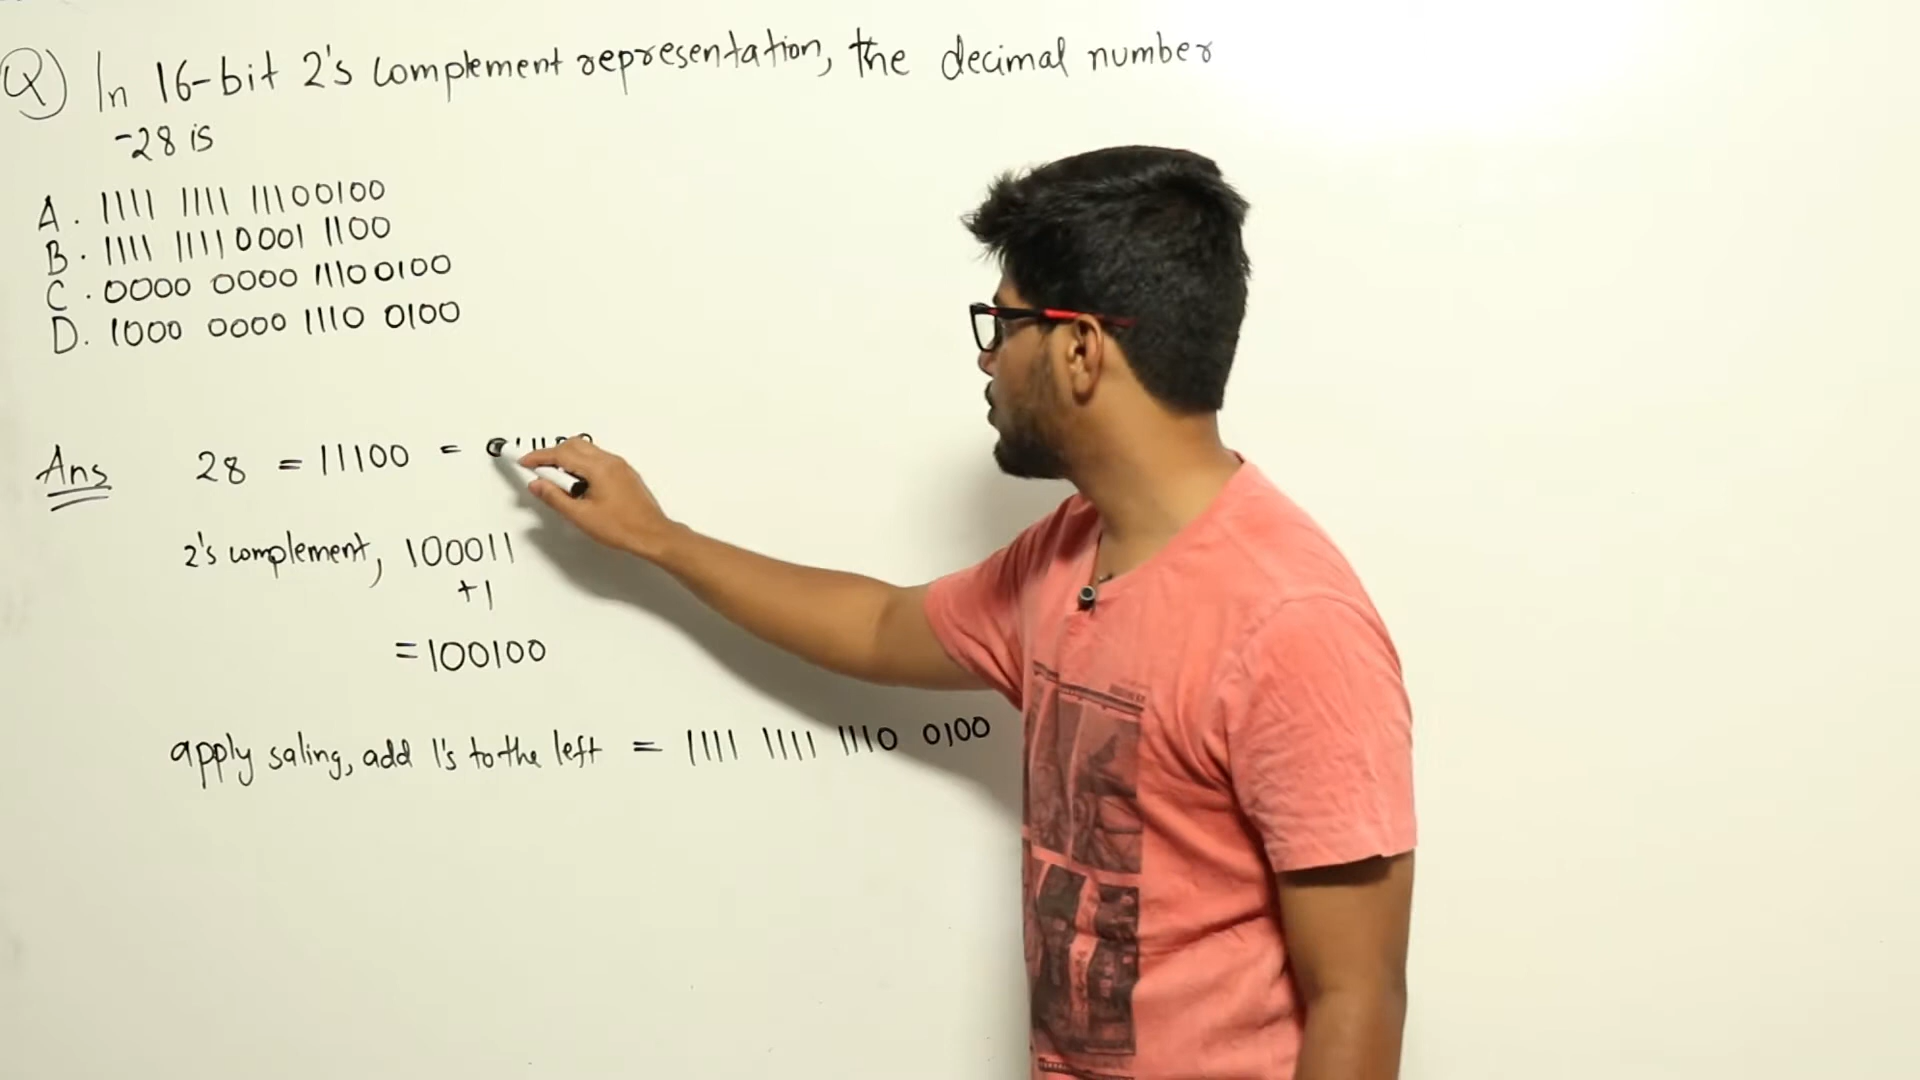 Q) In 16-bit 2's complement representation, the decimal number
-28 is
A. 1111 1111 11100100
B. 1111 1111 0001 1100
C. 0000 0000 11100100
D. 1000 0000 1110 0100
Ans 28 = 11100 =
2's complement, 100011
+1
= 100100
apply saling, add 1's to the left = 1111 1111 1110 0100